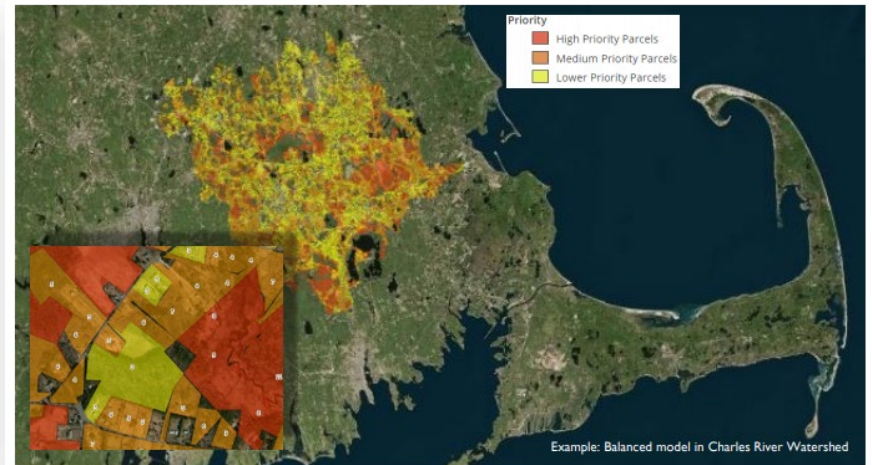 Priority
High Priority Parcels
Medium Priority Parcels
Lower Priority Parcels
Example: Balanced model in Charles River Watershed